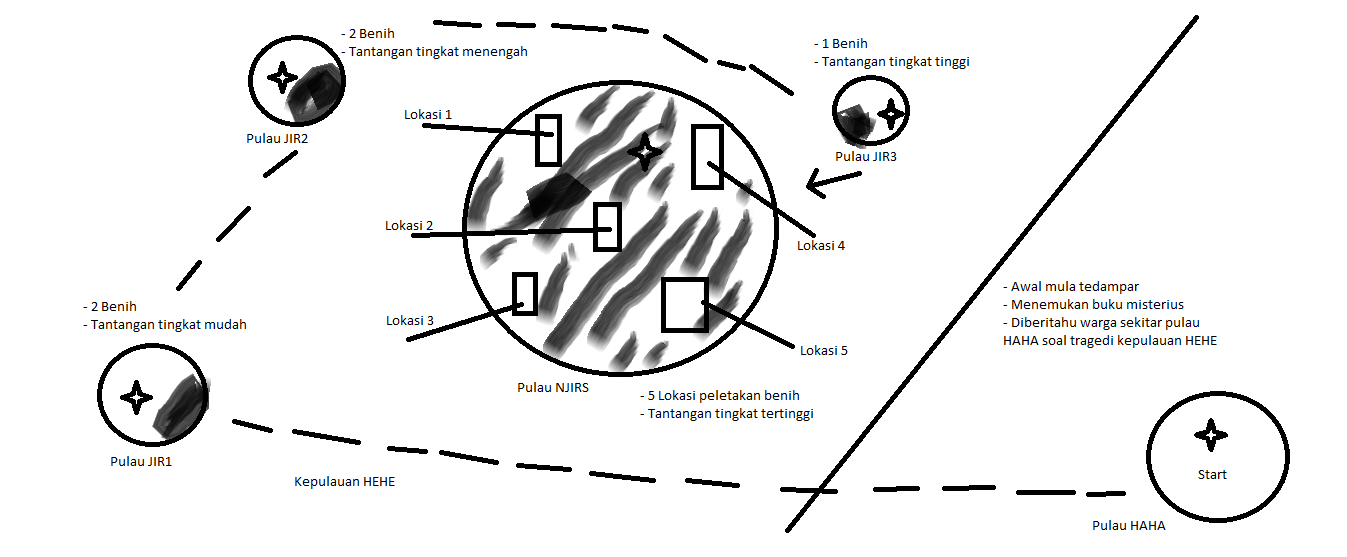 - 2 Benih
- Tantangan tingkat menengah
Pulau JIR2
- 1 Benih
- Tantangan tingkat tinggi
Pulau JIR3
Lokasi 1
Lokasi 2
Lokasi 3
Lokasi 4
Lokasi 5
Pulau NJIRS
- 5 Lokasi peletakan benih
- Tantangan tingkat tertinggi
- 2 Benih
- Tantangan tingkat mudah
Pulau JIR1
Kepulauan HEHE
- Awal mula tedampar
- Menemukan buku misterius
- Diberitahu warga sekitar pulau
HAHA soal tragedi kepulauan HEHE
Start
Pulau HAHA